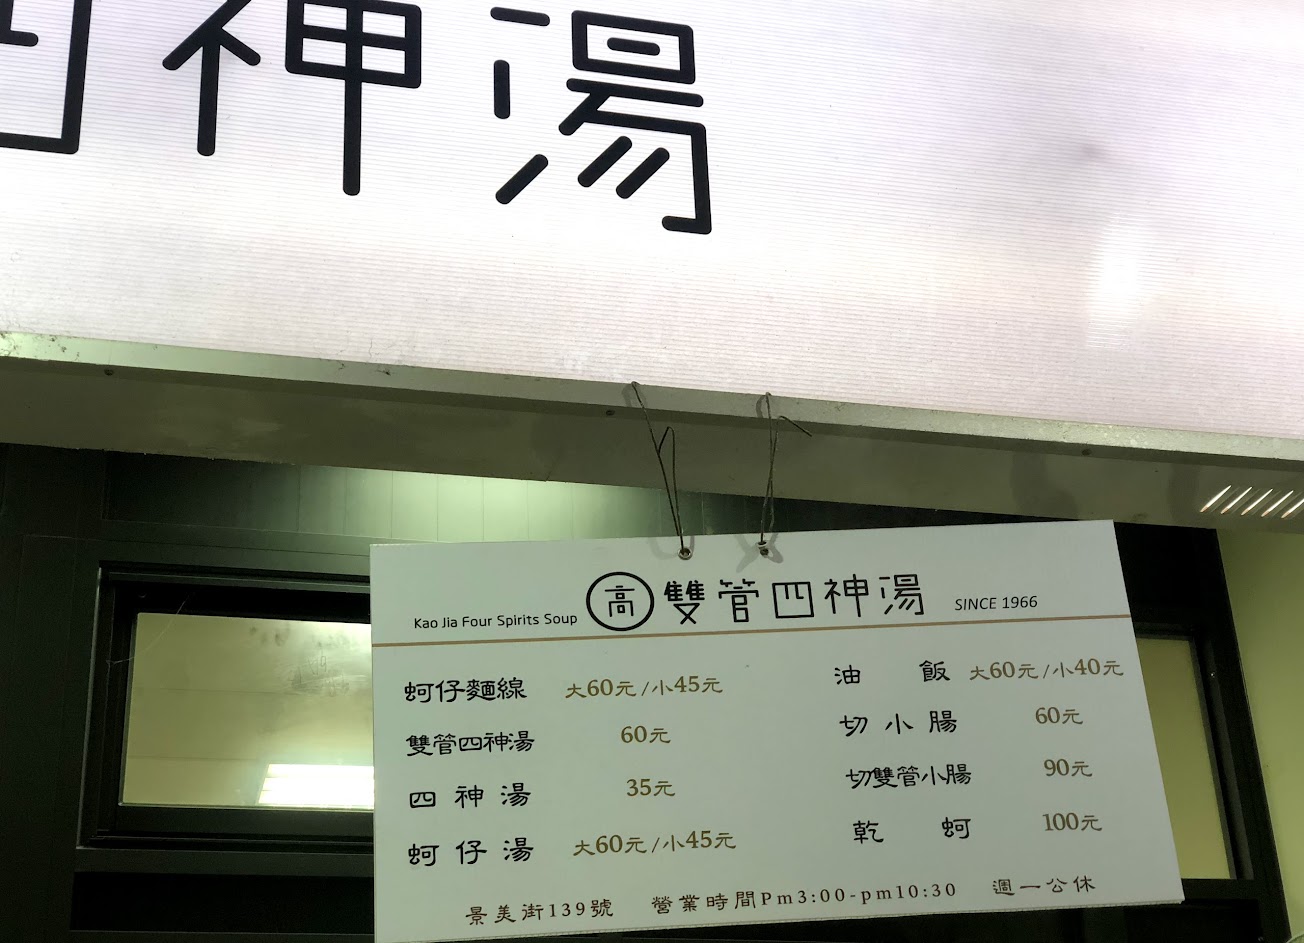 四神湯
Kao Jia Four Spirits Soup 高 雙管四神湯 SINCE 1966
蚵仔麵線 大60元/小45元
雙管四神湯 60元
四神湯 35元
蚵仔湯 大60元/小45元
油飯 大60元/小40元
切小腸 60元
切雙管小腸 90元
乾蚵 100元
景美街139號 營業時間Pm3:00-pm10:30 週一公休